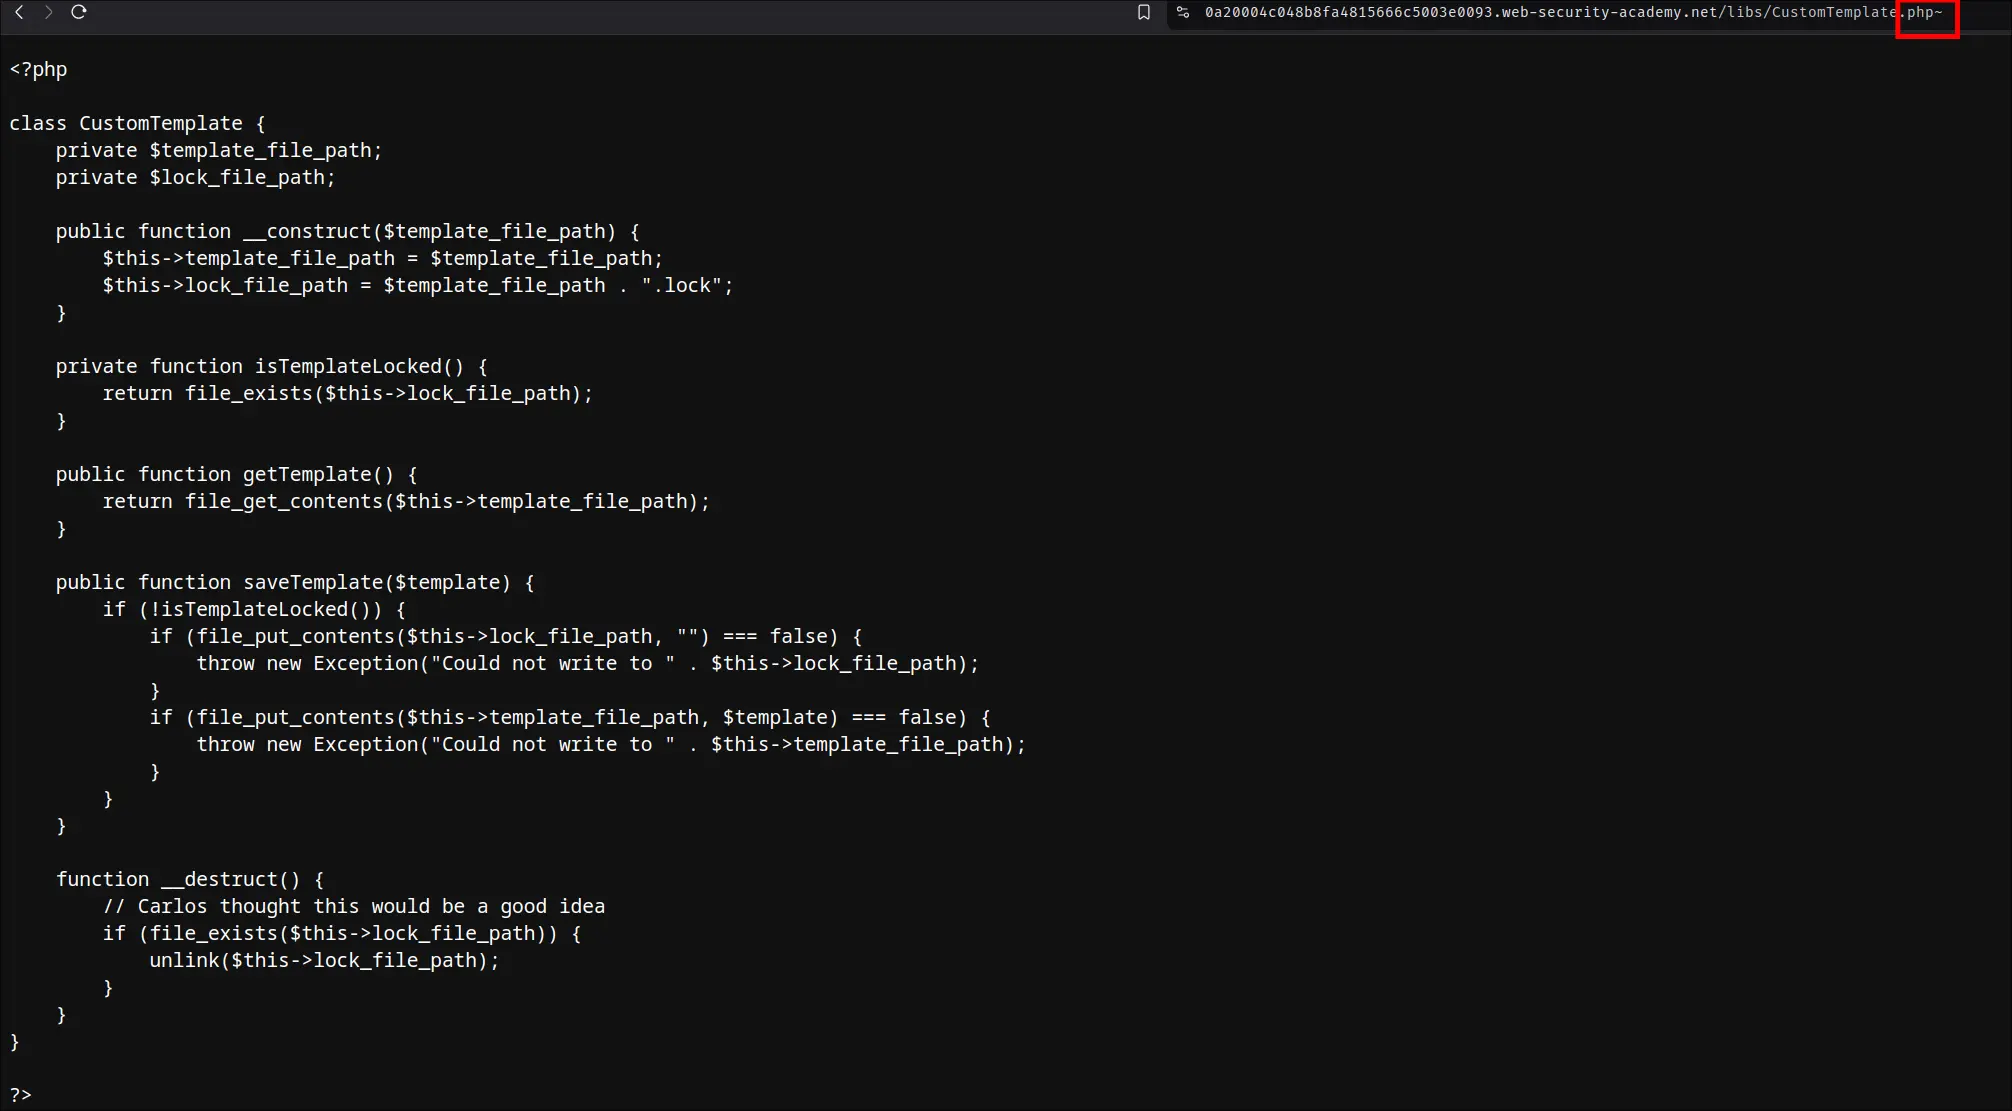 0a20004c048b8fa4815666c5003e0093.web-security-academy.net/libs/CustomTemplate.php~
<?php
class CustomTemplate {
    private $template_file_path;
    private $lock_file_path;
    public function __construct($template_file_path) {
        $this->template_file_path = $template_file_path;
        $this->lock_file_path = $template_file_path . ".lock";
    }
    private function isTemplateLocked() {
        return file_exists($this->lock_file_path);
    }
    public function getTemplate() {
        return file_get_contents($this->template_file_path);
    }
    public function saveTemplate($template) {
        if (!isTemplateLocked()) {
            if (file_put_contents($this->lock_file_path, "") === false) {
                throw new Exception("Could not write to " . $this->lock_file_path);
            }
            if (file_put_contents($this->template_file_path, $template) === false) {
                throw new Exception("Could not write to " . $this->template_file_path);
            }
        }
    }
    function __destruct() {
        // Carlos thought this would be a good idea
        if (file_exists($this->lock_file_path)) {
            unlink($this->lock_file_path);
        }
    }
}
?>